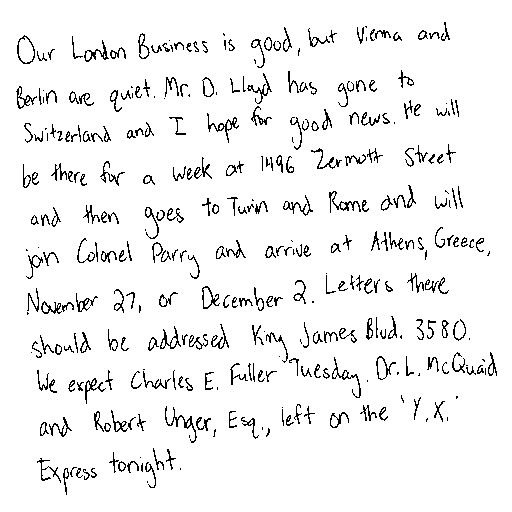 Our London Business is good, but Vienna and
Berlin are quiet. Mr. D. Lloyd has gone to
Switzerland and I hope for good news. He will
be there for a week at 1496 Zermott Street
and then goes to Turin and Rome and will
join Colonel Parry and arrive at Athens, Greece,
November 27, or December 2. Letters there
should be addressed King James Blvd. 3580.
We expect Charles E. Fuller Tuesday. Dr. L. McQuaid
and Robert Unger, Esq., left on the 'Y.X.'
Express tonight.